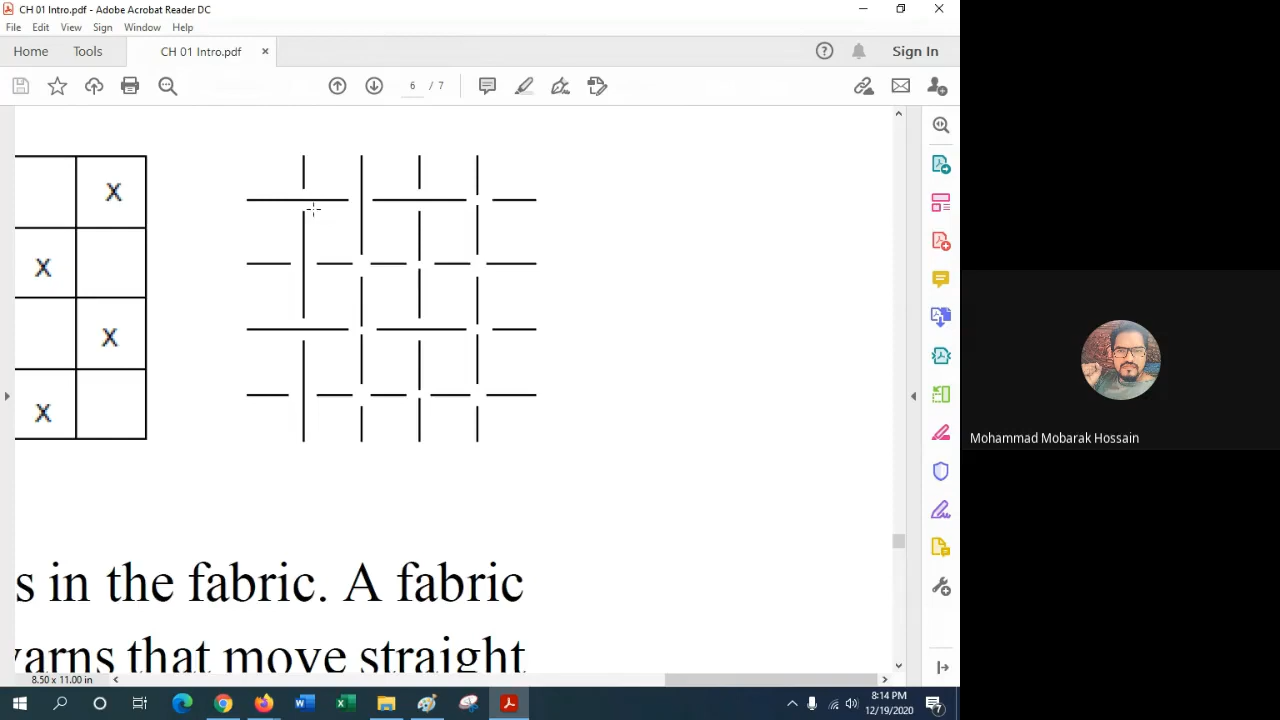 CH 01 Intro.pdf - Adobe Acrobat Reader DC
File Edit View Sign Window Help
Home Tools CH 01 Intro.pdf × Sign In
6 / 7
X
X
X
X
s in the fabric. A fabric
yarns that move straight
Mohammad Mobarak Hossain
8.50 x 11.00 in
8:14 PM
12/19/2020
7